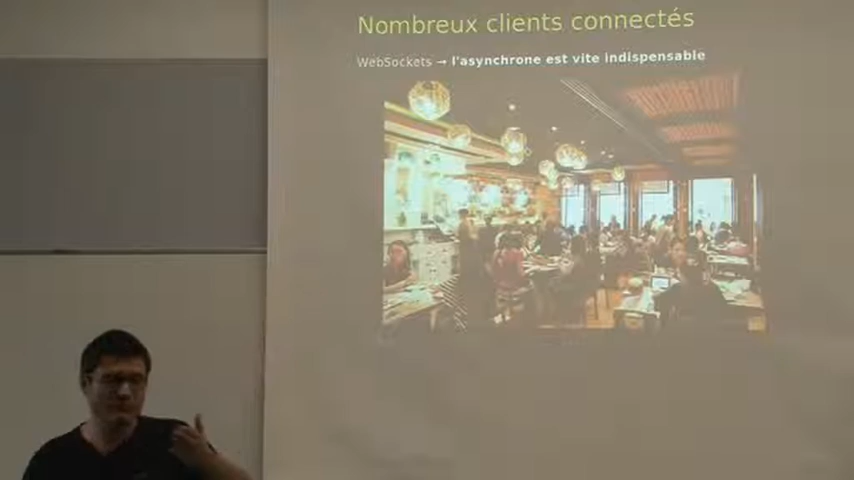 Nombreux clients connectés
WebSockets → l'asynchrone est vite indispensable